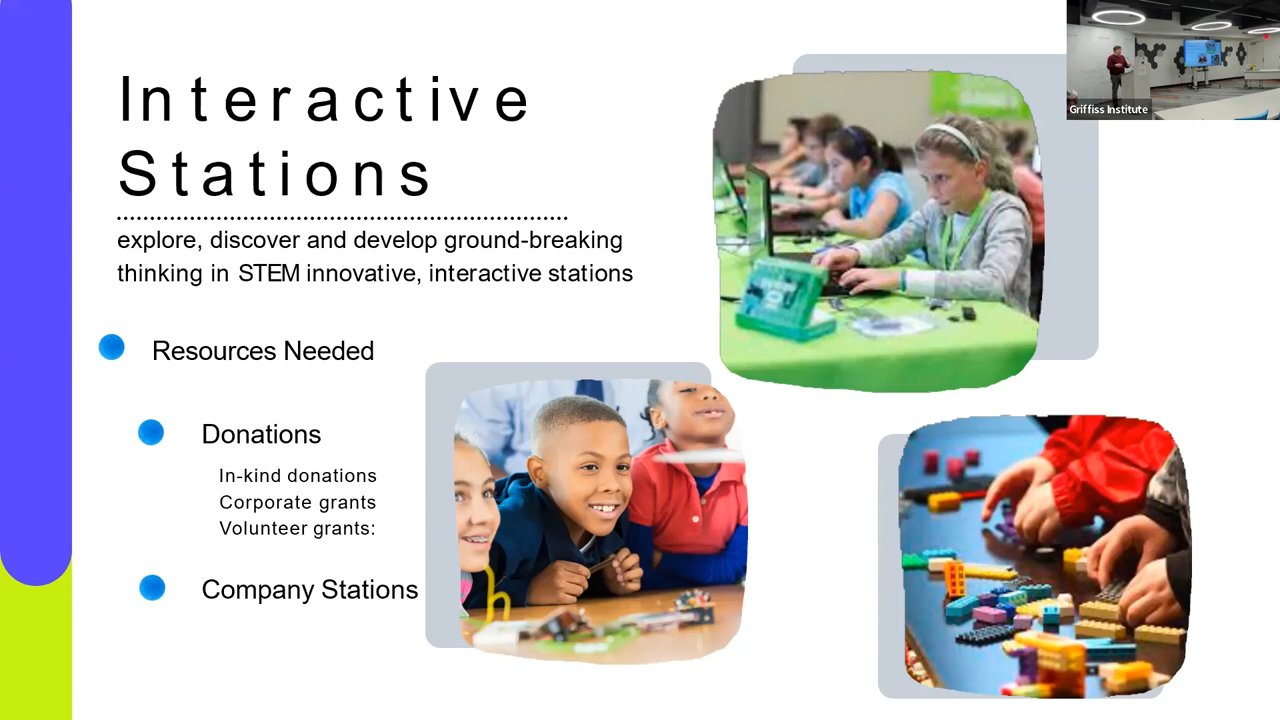 Interactive
Stations
explore, discover and develop ground-breaking
thinking in STEM innovative, interactive stations
Resources Needed
Donations
In-kind donations
Corporate grants
Volunteer grants:
Company Stations
Griffiss Institute